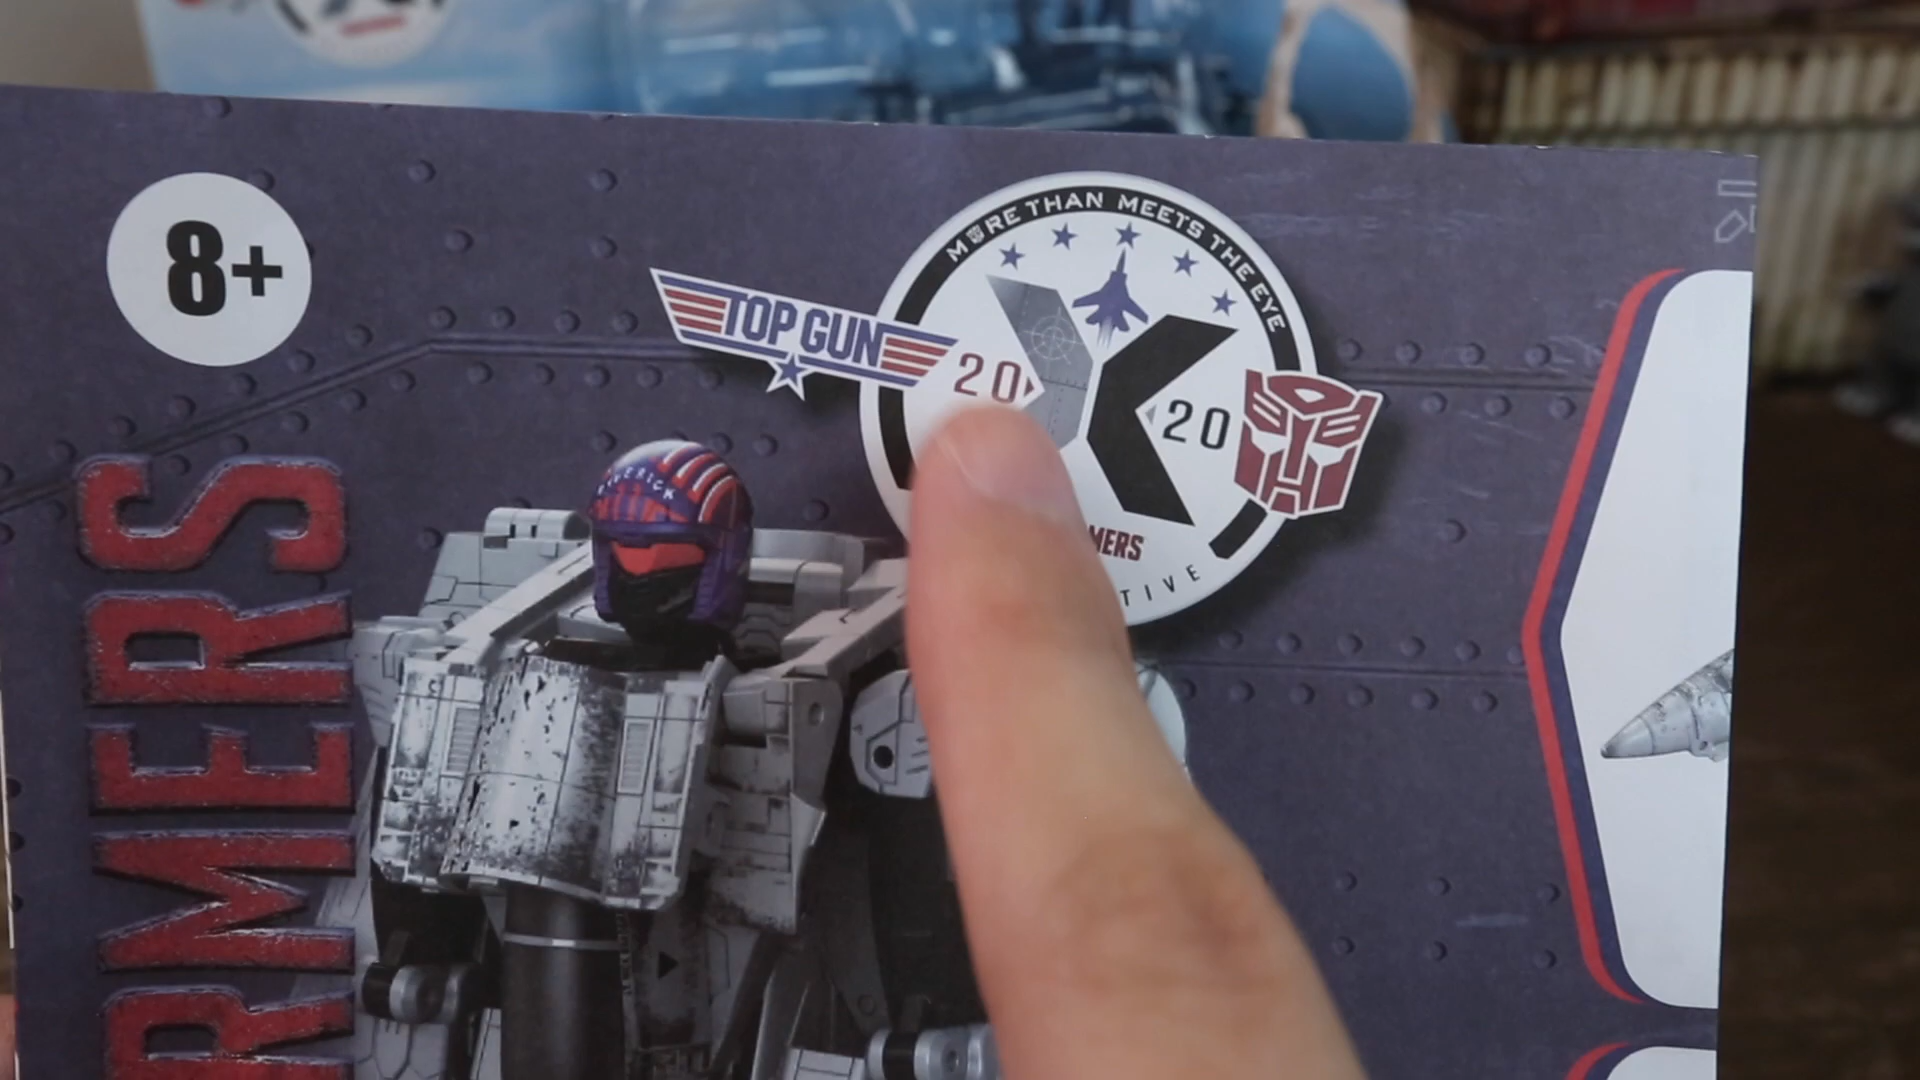 8+
MORE THAN MEETS THE EYE
TOP GUN
20
20
MERS
TIVE
RMERS